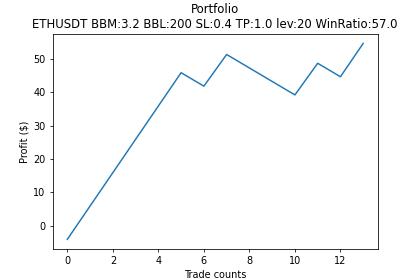 Portfolio
ETHUSDT BBM:3.2 BBL:200 SL:0.4 TP:1.0 lev:20 WinRatio:57.0
50
40
30
20
10
0
Profit ($)
0 2 4 6 8 10 12
Trade counts